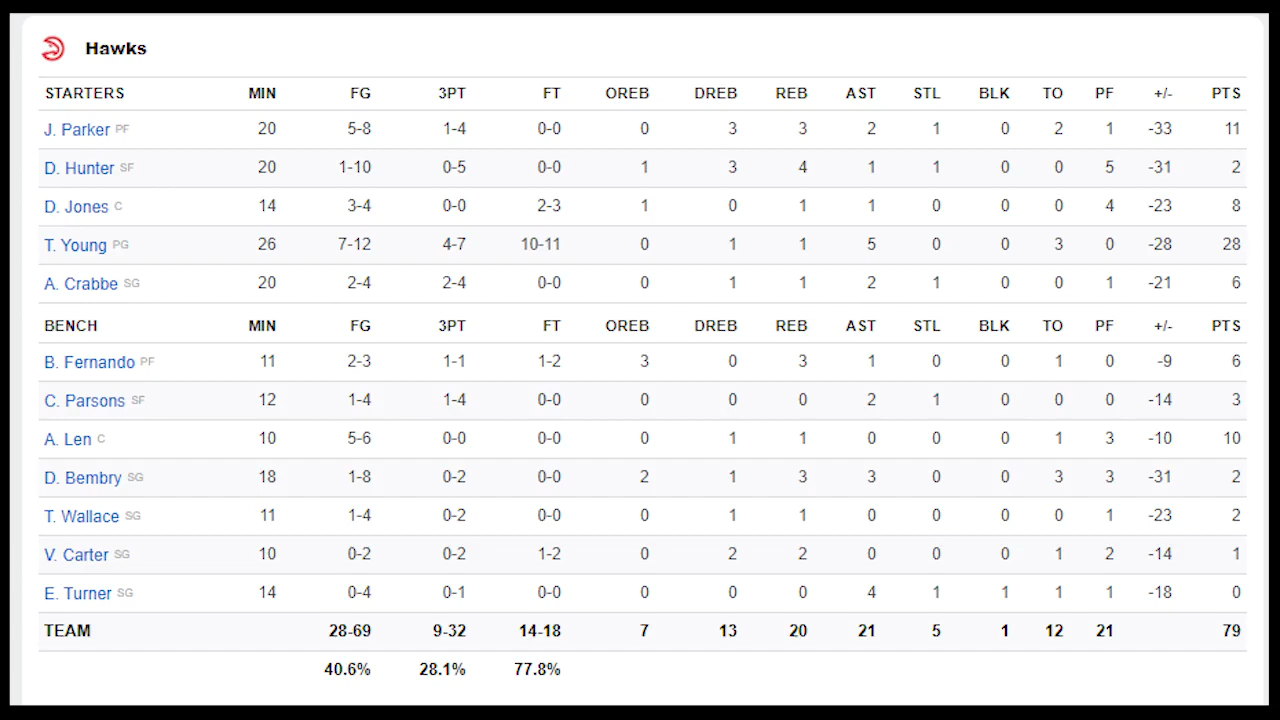 Hawks
STARTERS MIN FG 3PT FT OREB DREB REB AST STL BLK TO PF +/- PTS
J. Parker PF 20 5-8 1-4 0-0 0 3 3 2 1 0 2 1 -33 11
D. Hunter SF 20 1-10 0-5 0-0 1 3 4 1 1 0 0 5 -31 2
D. Jones C 14 3-4 0-0 2-3 1 0 1 1 0 0 0 4 -23 8
T. Young PG 26 7-12 4-7 10-11 0 1 1 5 0 0 3 0 -28 28
A. Crabbe SG 20 2-4 2-4 0-0 0 1 1 2 1 0 0 1 -21 6
BENCH MIN FG 3PT FT OREB DREB REB AST STL BLK TO PF +/- PTS
B. Fernando PF 11 2-3 1-1 1-2 3 0 3 1 0 0 1 0 -9 6
C. Parsons SF 12 1-4 1-4 0-0 0 0 0 2 1 0 0 0 -14 3
A. Len C 10 5-6 0-0 0-0 0 1 1 0 0 0 1 3 -10 10
D. Bembry SG 18 1-8 0-2 0-0 2 1 3 3 0 0 3 3 -31 2
T. Wallace SG 11 1-4 0-2 0-0 0 1 1 0 0 0 0 1 -23 2
V. Carter SG 10 0-2 0-2 1-2 0 2 2 0 0 0 1 2 -14 1
E. Turner SG 14 0-4 0-1 0-0 0 0 0 4 1 1 1 1 -18 0
TEAM 28-69 9-32 14-18 7 13 20 21 5 1 12 21 79
40.6% 28.1% 77.8%